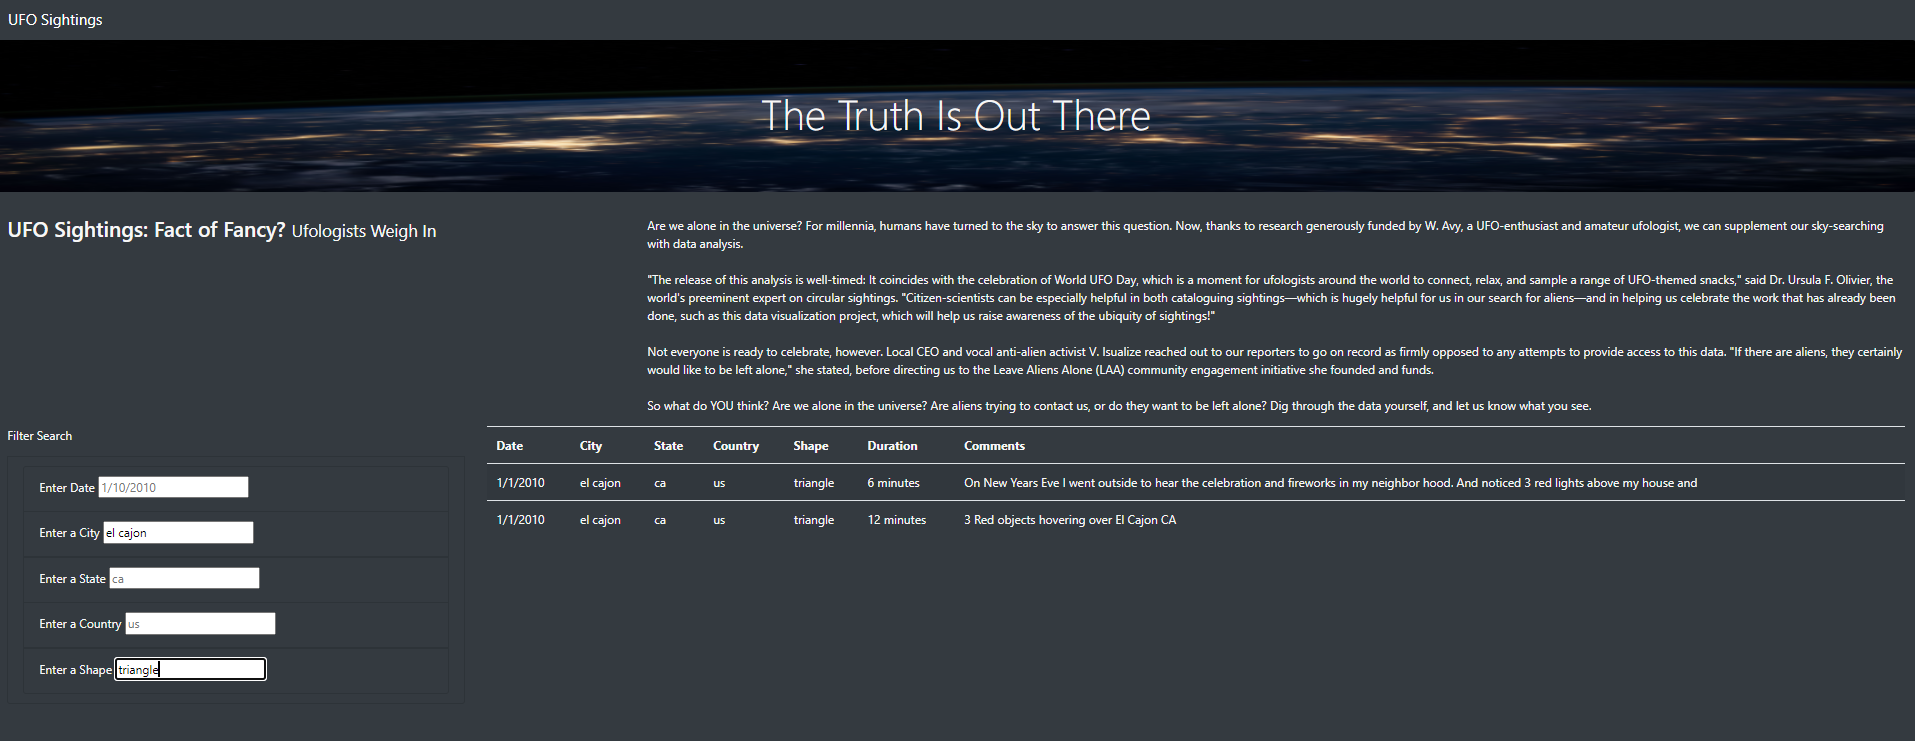 UFO Sightings
The Truth Is Out There
UFO Sightings: Fact of Fancy? Ufologists Weigh In
Are we alone in the universe? For millennia, humans have turned to the sky to answer this question. Now, thanks to research generously funded by W. Avy, a UFO-enthusiast and amateur ufologist, we can supplement our sky-searching
with data analysis.
"The release of this analysis is well-timed: It coincides with the celebration of World UFO Day, which is a moment for ufologists around the world to connect, relax, and sample a range of UFO-themed snacks," said Dr. Ursula F. Olivier, the
world's preeminent expert on circular sightings. "Citizen-scientists can be especially helpful in both cataloguing sightings—which is hugely helpful for us in our search for aliens—and in helping us celebrate the work that has already been
done, such as this data visualization project, which will help us raise awareness of the ubiquity of sightings!"
Not everyone is ready to celebrate, however. Local CEO and vocal anti-alien activist V. Isualize reached out to our reporters to go on record as firmly opposed to any attempts to provide access to this data. "If there are aliens, they certainly
would like to be left alone," she stated, before directing us to the Leave Aliens Alone (LAA) community engagement initiative she founded and funds.
So what do YOU think? Are we alone in the universe? Are aliens trying to contact us, or do they want to be left alone? Dig through the data yourself, and let us know what you see.
Filter Search
Enter Date 1/10/2010
Enter a City el cajon
Enter a State ca
Enter a Country us
Enter a Shape triangle
Date City State Country Shape Duration Comments
1/1/2010 el cajon ca us triangle 6 minutes On New Years Eve I went outside to hear the celebration and fireworks in my neighbor hood. And noticed 3 red lights above my house and
1/1/2010 el cajon ca us triangle 12 minutes 3 Red objects hovering over El Cajon CA